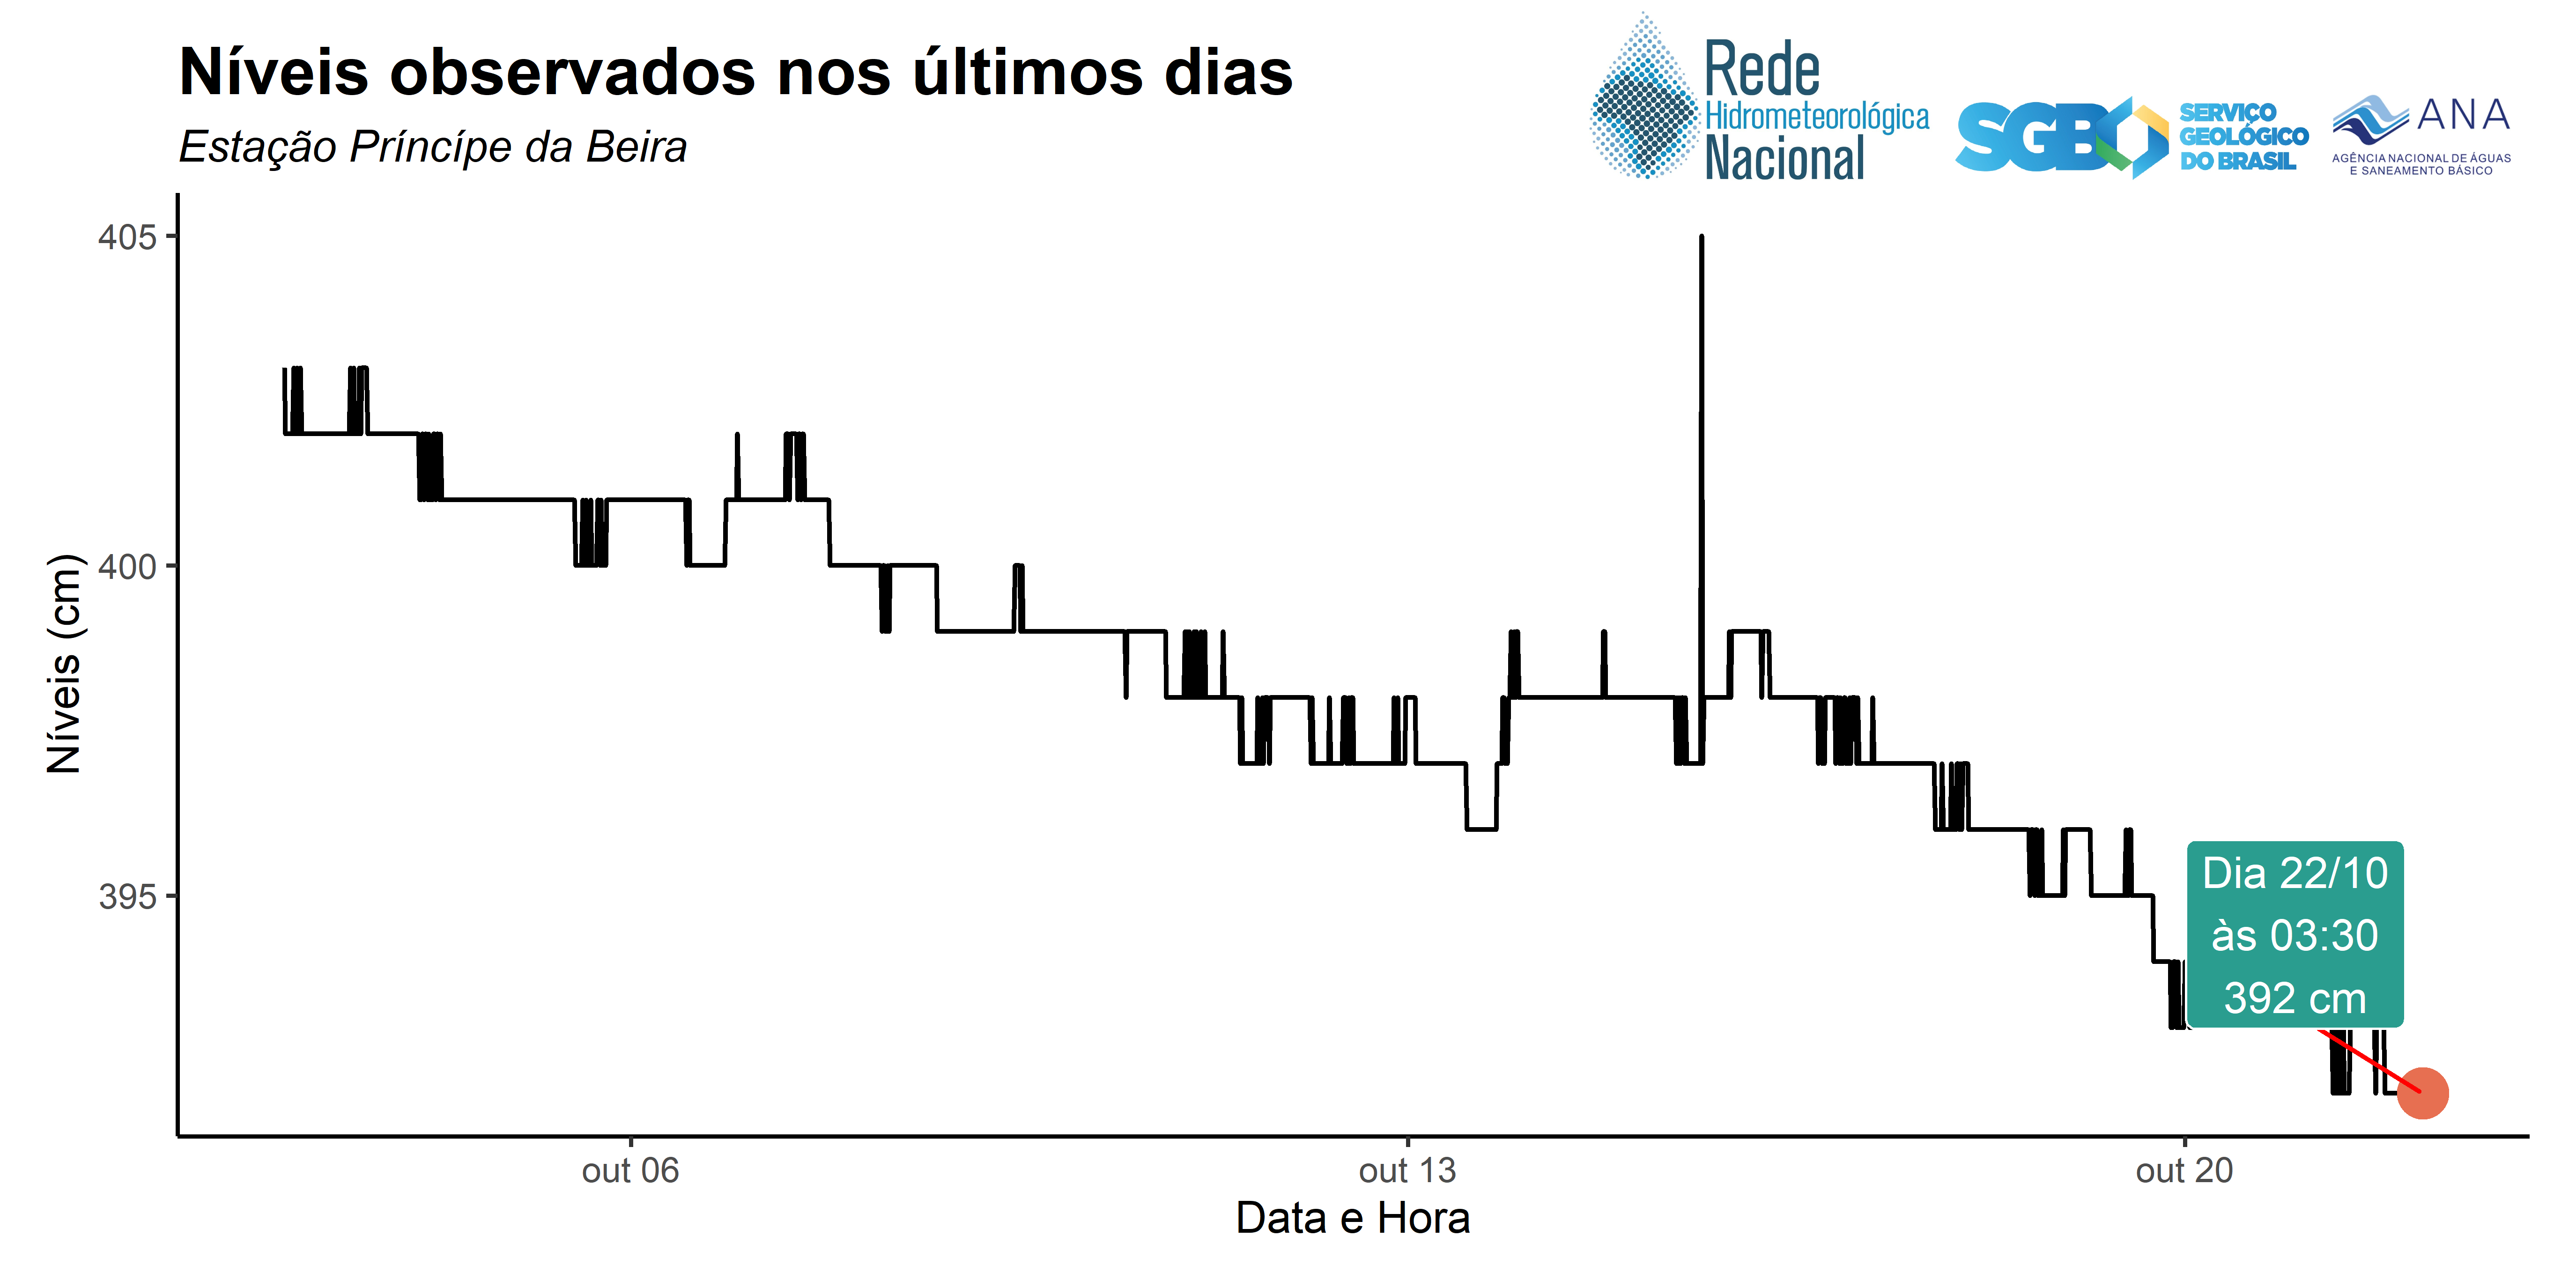 Níveis observados nos últimos dias
Estação Príncípe da Beira
Rede
Hidrometeorológica
Nacional
SGB
SERVIÇO
GEOLÓGICO
DO BRASIL
ANA
AGÊNCIA NACIONAL DE ÁGUAS
E SANEAMENTO BÁSICO
Níveis (cm)
405
400
395
Dia 22/10
às 03:30
392 cm
out 06
out 13
out 20
Data e Hora